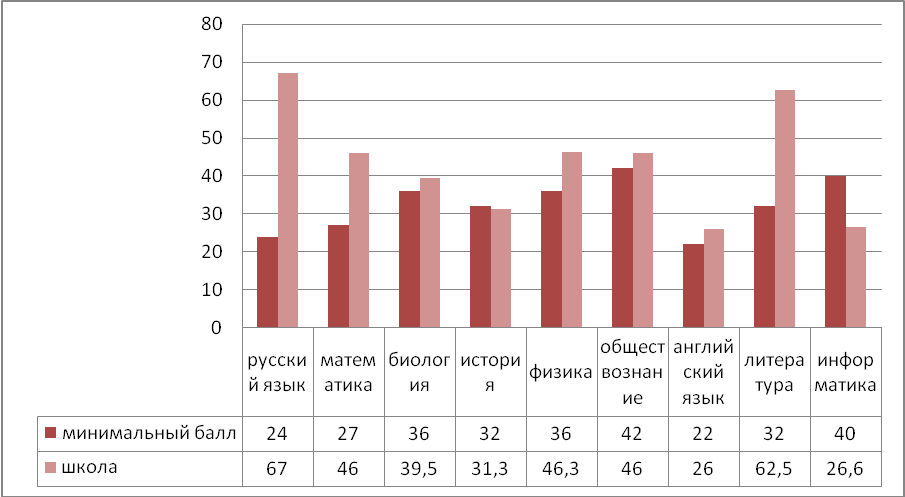 80
70
60
50
40
30
20
10
0
русски
й язык
матем
атика
биолог
ия
истори
я
физика
общест
вознан
ие
англий
ский
язык
литера
тура
инфор
матика
минимальный балл 24 27 36 32 36 42 22 32 40
школа 67 46 39,5 31,3 46,3 46 26 62,5 26,6